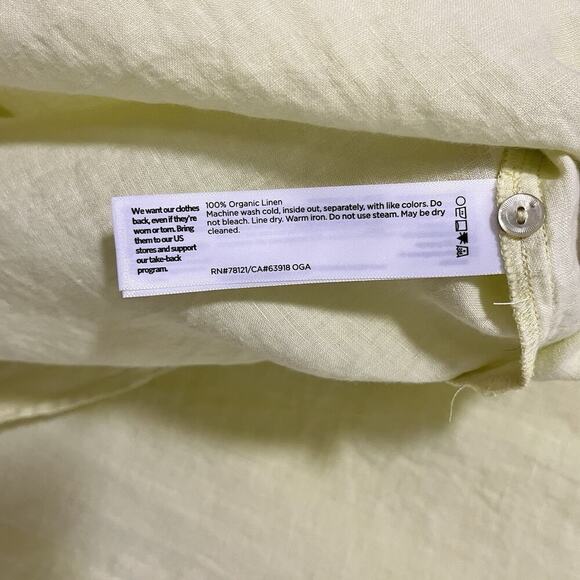 We want our clothes
back, even if they're
worn or torn. Bring
them to our US
stores and support
our take-back
program.
100% Organic Linen
Machine wash cold, inside out, separately, with like colors. Do
not bleach. Line dry. Warm iron. Do not use steam. May be dry
cleaned.
RN#78121/CA#63918 OGA